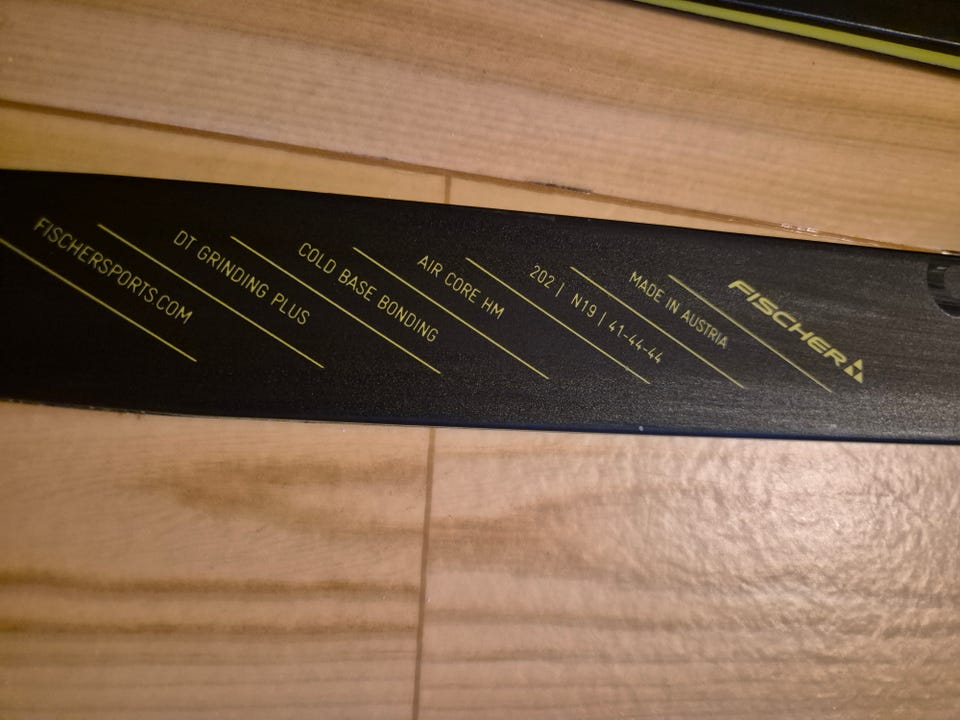 FISCHERSPORTS.COM
DT GRINDING PLUS
COLD BASE BONDING
AIR CORE HM
202 | N19 | 41-44-44
MADE IN AUSTRIA
FISCHER